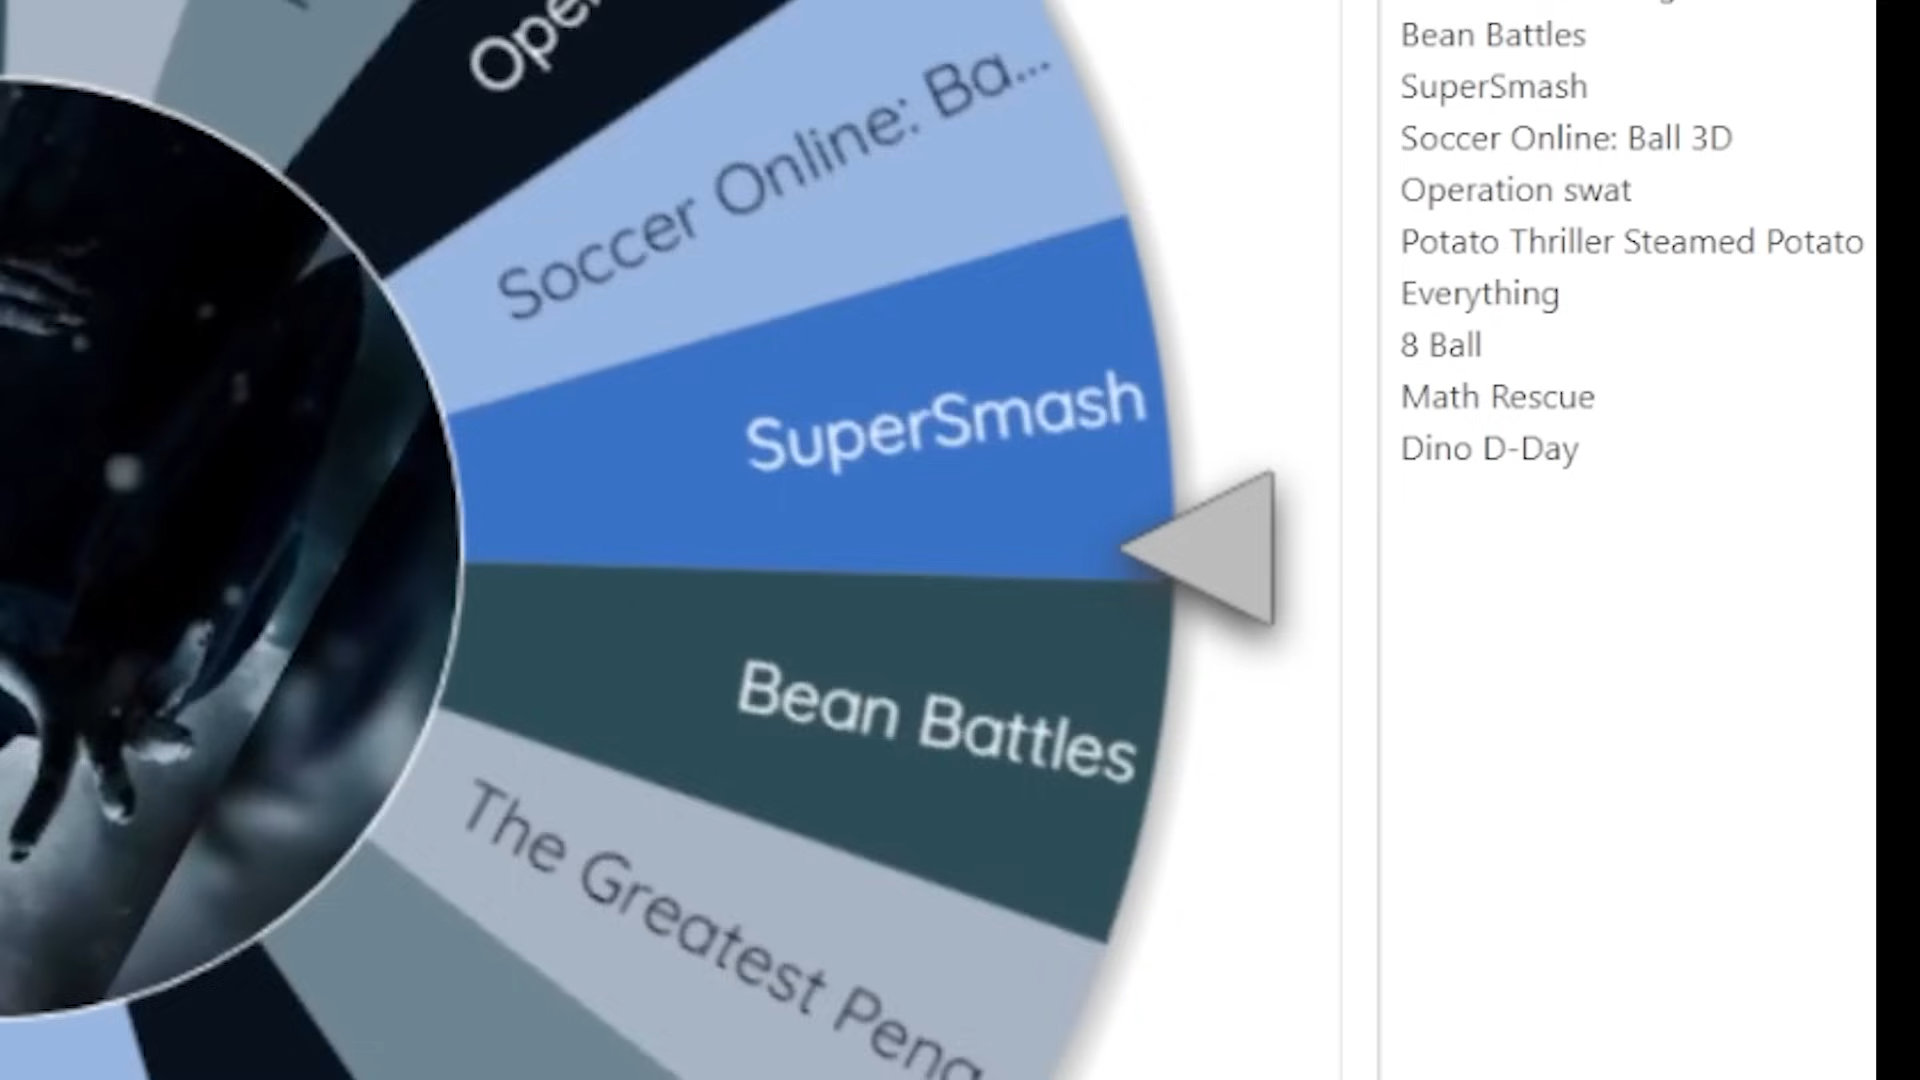 Ope
Soccer Online: Ba...
SuperSmash
Bean Battles
The Greatest Peng
Bean Battles
SuperSmash
Soccer Online: Ball 3D
Operation swat
Potato Thriller Steamed Potato
Everything
8 Ball
Math Rescue
Dino D-Day